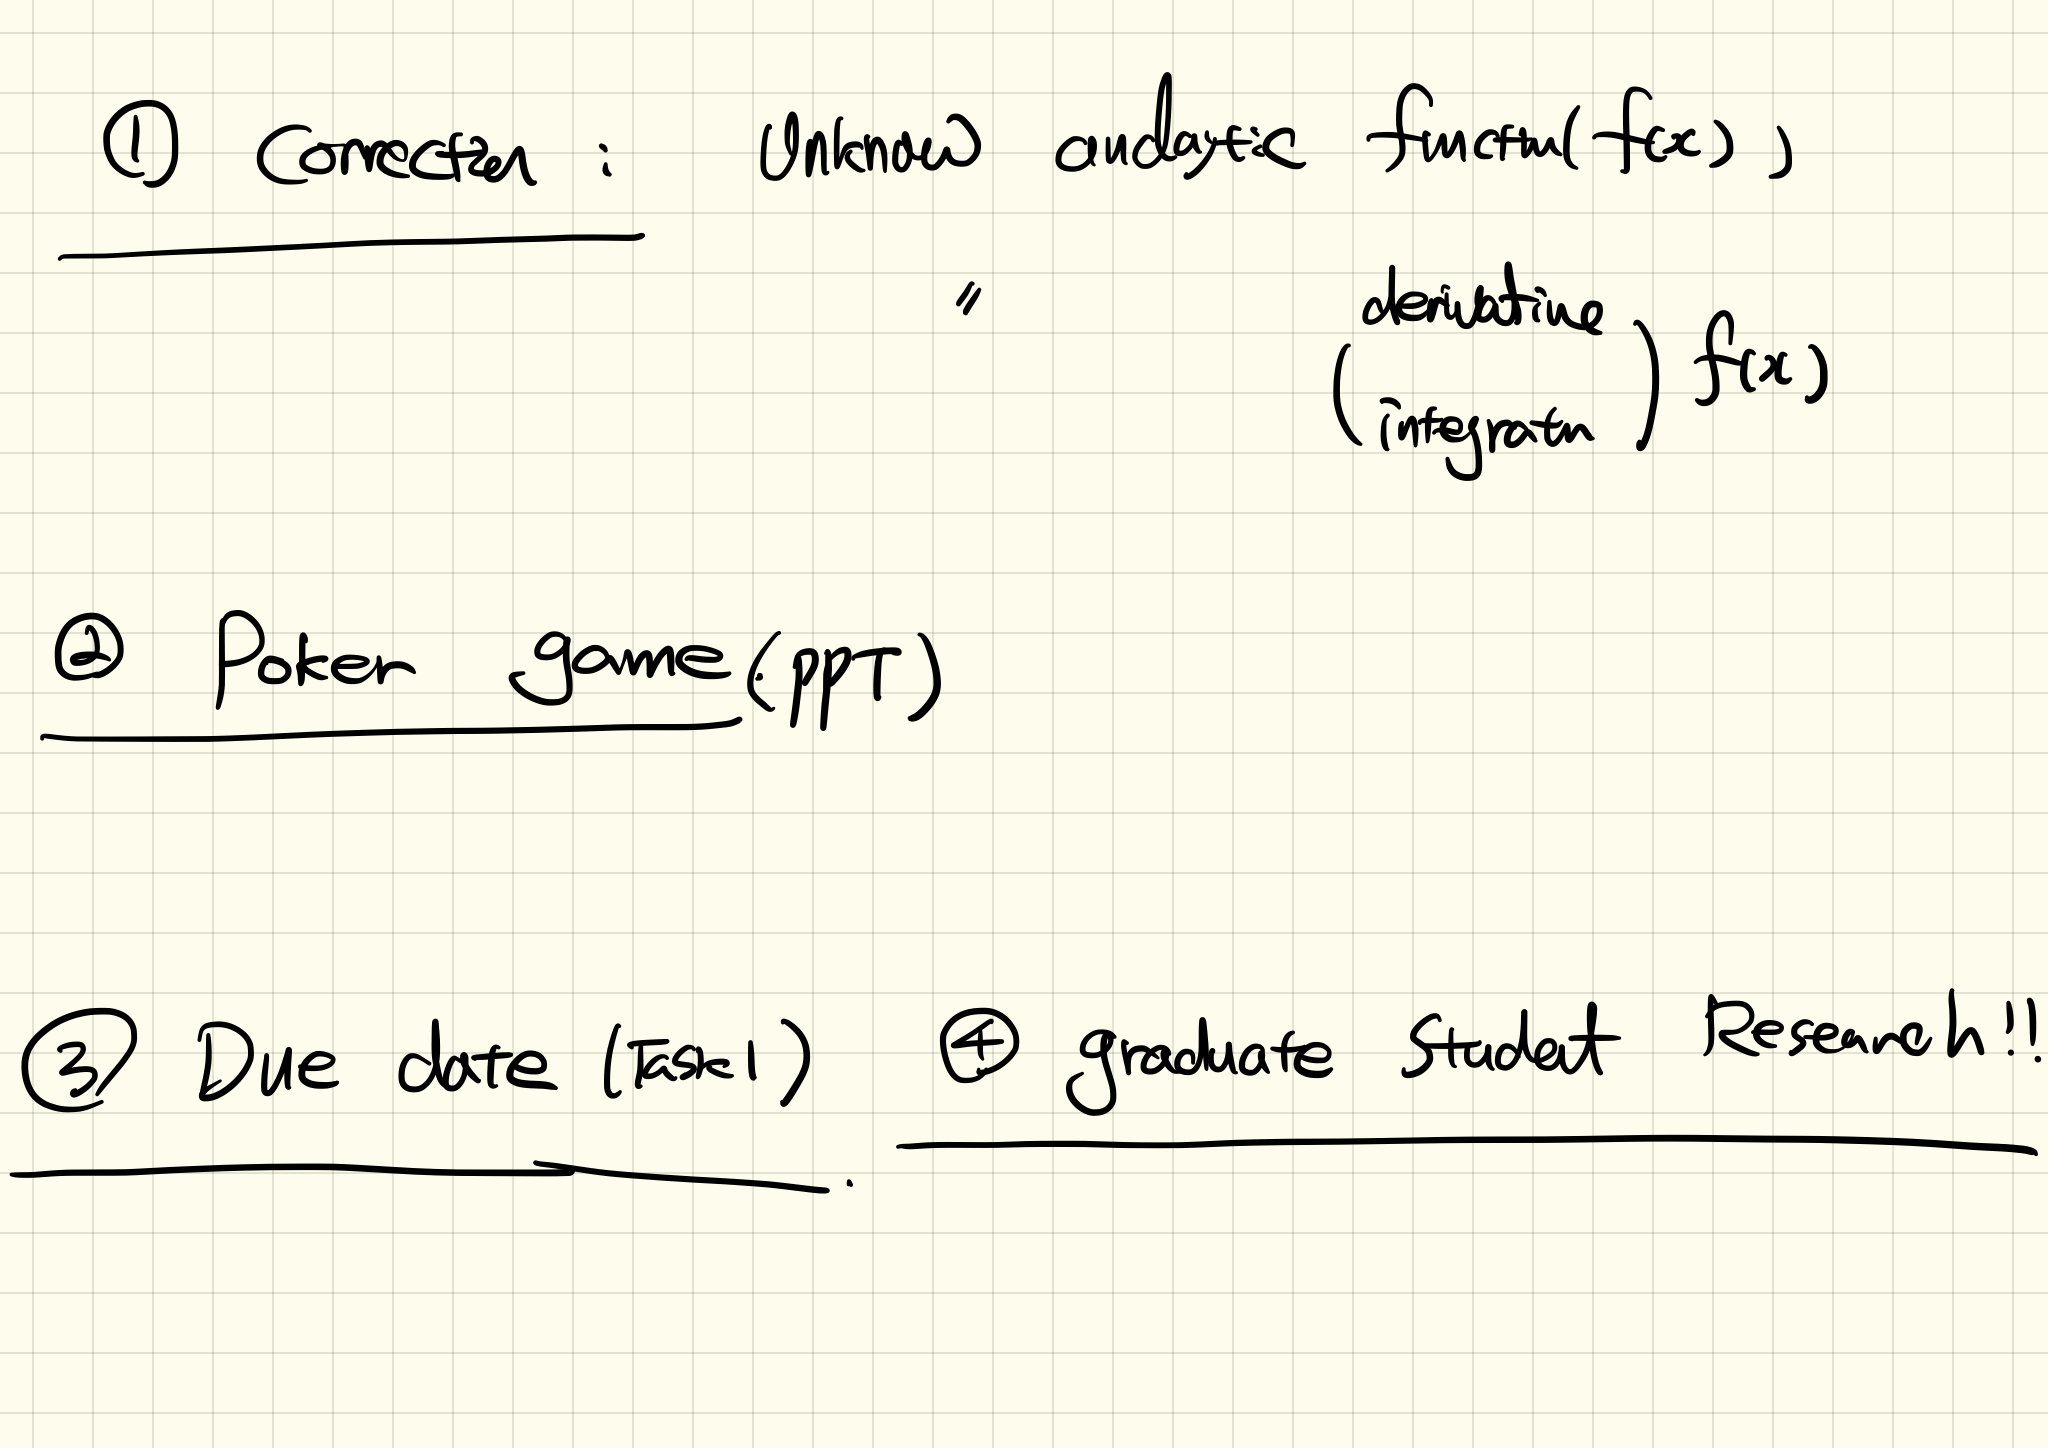 ① Correction : Unknow analytic function (f(x))
〃 (derivative
integration) f(x)
② Poker game (PPT)
③ Due date (Task1) ④ graduate Student Research!!